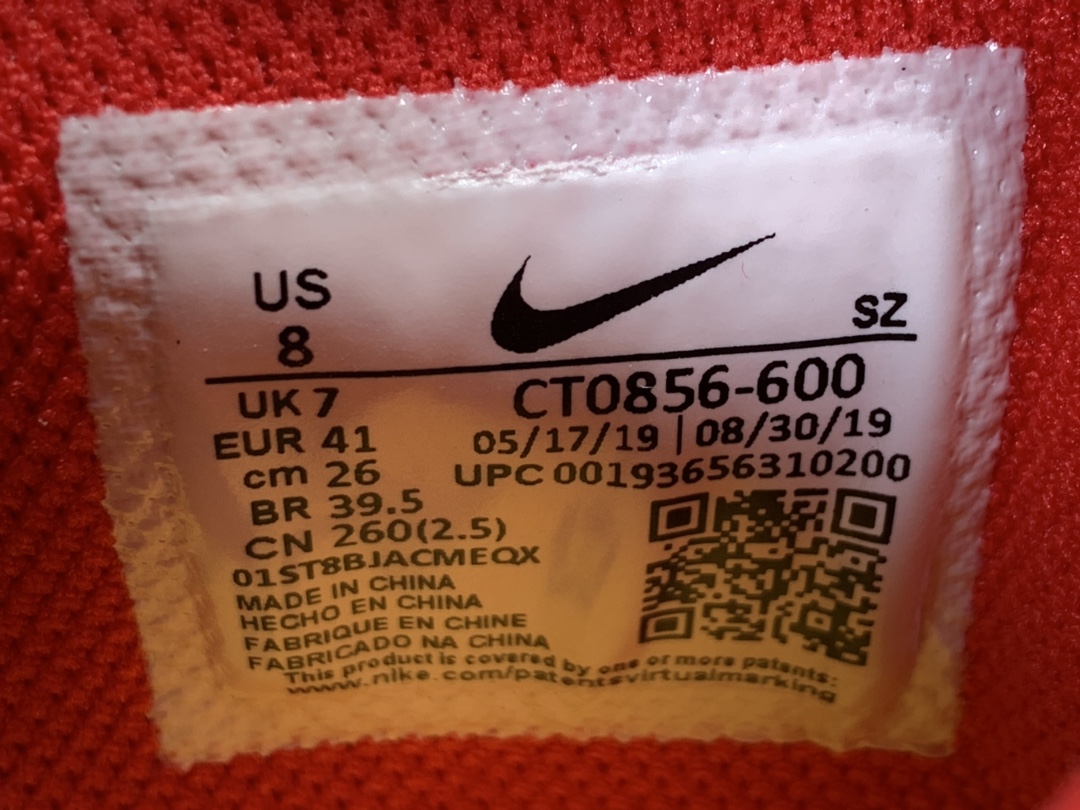 US
8
SZ
UK 7
CT0856-600
EUR 41
05/17/19 | 08/30/19
cm 26
UPC 00193656310200
BR 39.5
CN 260(2.5)
01ST8BJACMEQX
MADE IN CHINA
HECHO EN CHINA
FABRIQUE EN CHINE
FABRICADO NA CHINA
This product is covered by one or more patents:
www.nike.com/patentsvirtualmarking